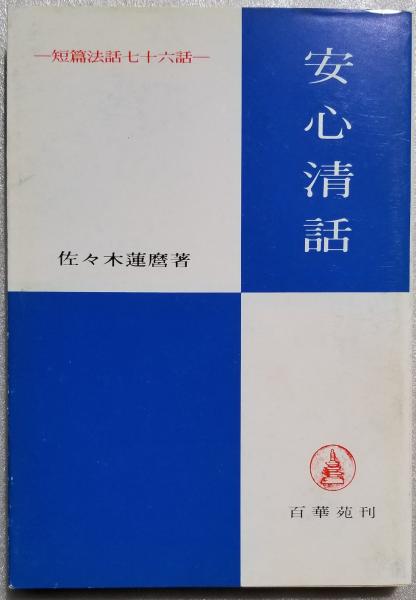 安心清話
—短篇法話七十六話—
佐々木蓮麿著
百華苑刊